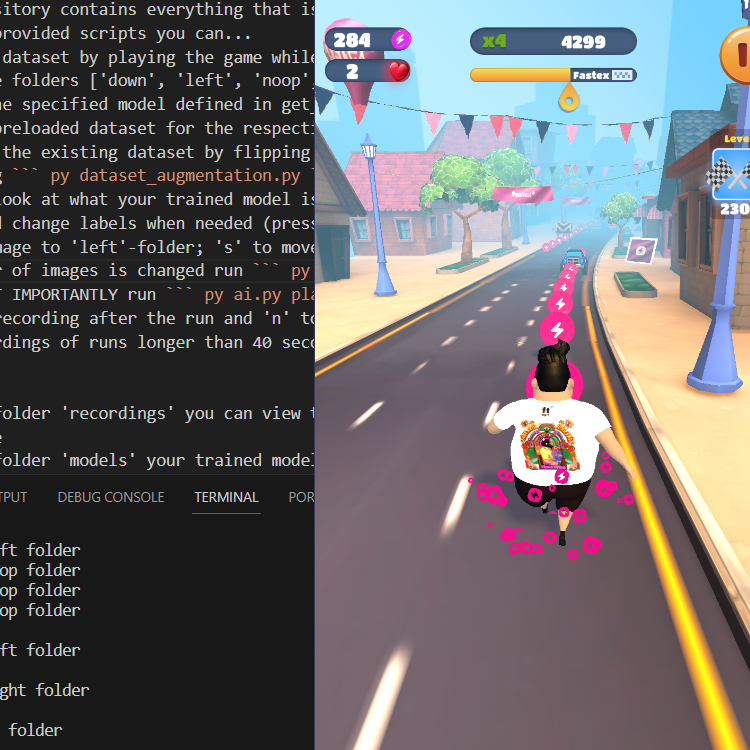 sitory contains everything that is
provided scripts you can...
dataset by playing the game while
e folders ['down', 'left', 'noop'
he specified model defined in get_
preloaded dataset for the respecti
the existing dataset by flipping
``` py dataset_augmentation.py `
look at what your trained model is
d change labels when needed (press
mage to 'left'-folder; 's' to move
r of images is changed run ``` py
T IMPORTANTLY run ``` py ai.py pla
recording after the run and 'n' to
rdings of runs longer than 40 seco
folder 'recordings' you can view t
e
folder 'models' your trained model
TPUT DEBUG CONSOLE TERMINAL POR
ft folder
op folder
op folder
op folder
ft folder
ght folder
folder
284
x4 4299
2
Fastex
Fastex
Leve
230